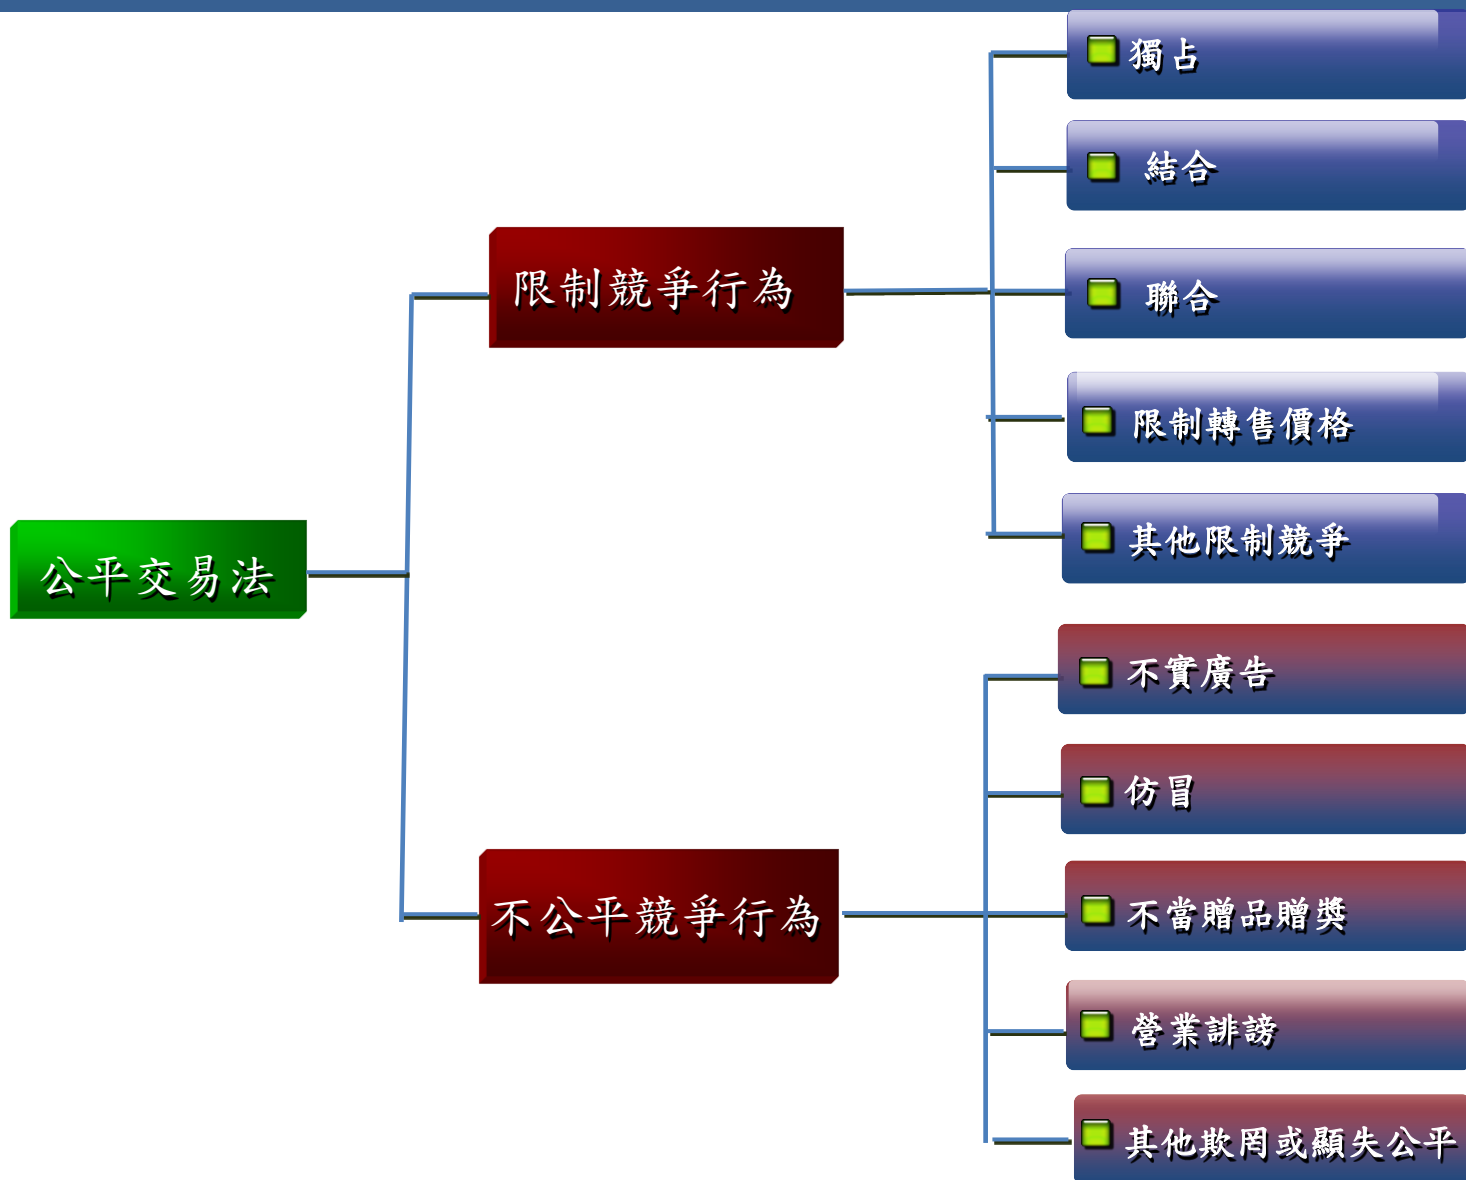 公平交易法
限制競爭行為
獨占
結合
聯合
限制轉售價格
其他限制競爭
不公平競爭行為
不實廣告
仿冒
不當贈品贈獎
營業誹謗
其他欺罔或顯失公平